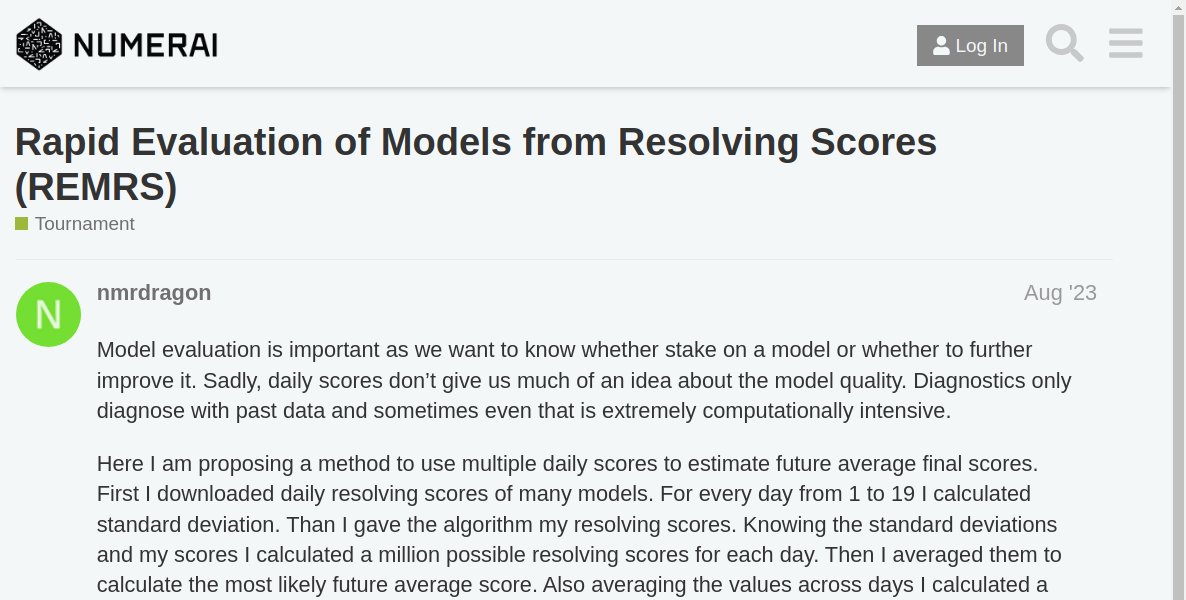 NUMERAI
Log In
Rapid Evaluation of Models from Resolving Scores
(REMRS)
Tournament
N
nmrdragon
Aug '23
Model evaluation is important as we want to know whether stake on a model or whether to further
improve it. Sadly, daily scores don’t give us much of an idea about the model quality. Diagnostics only
diagnose with past data and sometimes even that is extremely computationally intensive.
Here I am proposing a method to use multiple daily scores to estimate future average final scores.
First I downloaded daily resolving scores of many models. For every day from 1 to 19 I calculated
standard deviation. Than I gave the algorithm my resolving scores. Knowing the standard deviations
and my scores I calculated a million possible resolving scores for each day. Then I averaged them to
calculate the most likely future average score. Also averaging the values across days I calculated a